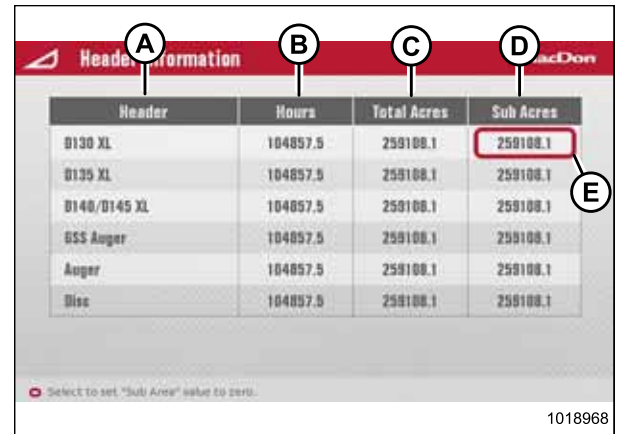 A B C D
Header Information MacDon
Header Hours Total Acres Sub Acres
D130 XL 104857.5 259108.1 259108.1
E
D135 XL 104857.5 259108.1 259108.1
D140/D145 XL 104857.5 259108.1 259108.1
GSS Auger 104857.5 259108.1 259108.1
Auger 104857.5 259108.1 259108.1
Disc 104857.5 259108.1 259108.1
Select to set "Sub Area" value to zero.
1018968